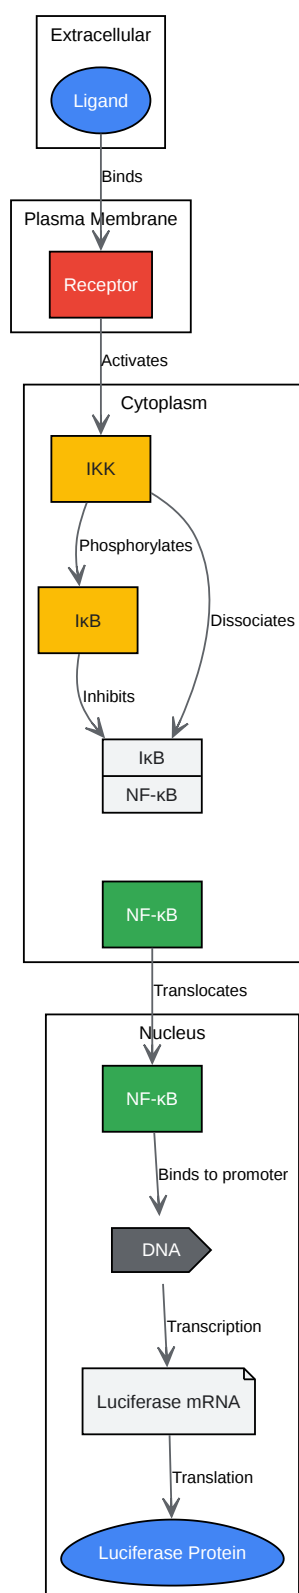 Extracellular
Ligand
Binds
Plasma Membrane
Receptor
Activates
Cytoplasm
IKK
Phosphorylates
IκB
Dissociates
Inhibits
IκB
NF-κB
NF-κB
Translocates
Nucleus
NF-κB
Binds to promoter
DNA
Transcription
Luciferase mRNA
Translation
Luciferase Protein